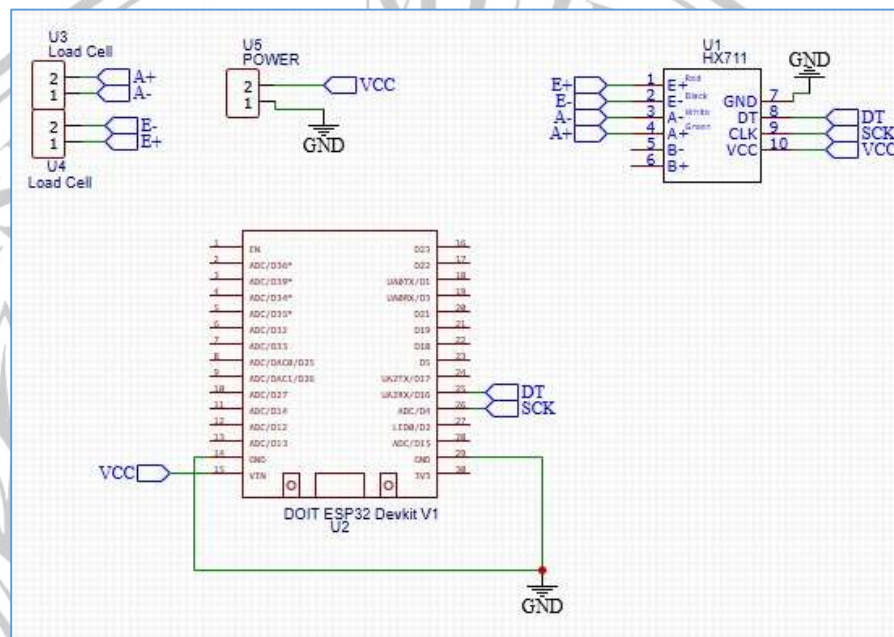 U3
Load Cell
2 A+
1 A-
2 E-
1 E+
U4
Load Cell
U5
POWER
2 VCC
1
GND
U1
HX711
GND
E+ 1 E+ Red
E- 2 E- Black GND 7
A- 3 A- White DT 8 DT
A+ 4 A+ Green CLK 9 SCK
5 B- VCC 10 VCC
6 B+
1 EN D23 16
2 ADC/D36* D22 17
3 ADC/D39* UA0TX/D1 18
4 ADC/D34* UA0RX/D3 19
5 ADC/D35* D21 20
6 ADC/D32 D19 21
7 ADC/D33 D18 22
8 ADC/DAC0/D25 D5 23
9 ADC/DAC1/D26 UA2TX/D17 24
10 ADC/D27 UA2RX/D16 25 DT
11 ADC/D14 ADC/D4 26 SCK
12 ADC/D12 LED0/D2 27
13 ADC/D13 ADC/D15 28
14 GND GND 29
VCC 15 VIN 3V3 30
DOIT ESP32 Devkit V1
U2
GND